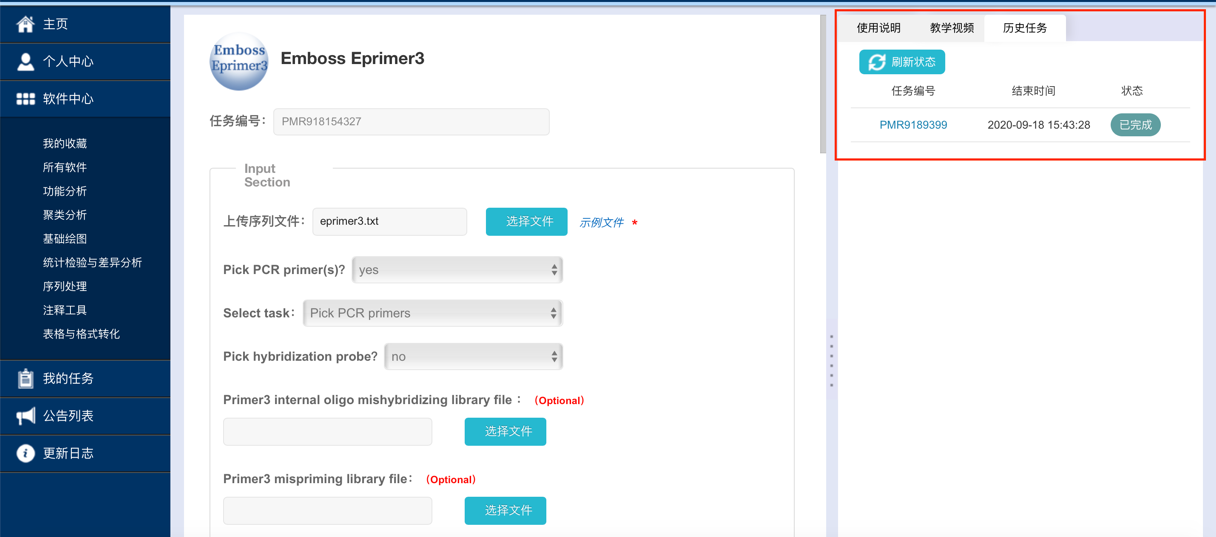 主页
个人中心
软件中心
我的收藏
所有软件
功能分析
聚类分析
基础绘图
统计检验与差异分析
序列处理
注释工具
表格与格式转化
我的任务
公告列表
更新日志
Emboss
Eprimer3
Emboss Eprimer3
任务编号： PMR918154327
Input
Section
上传序列文件： eprimer3.txt 选择文件 示例文件 *
Pick PCR primer(s)? yes
Select task： Pick PCR primers
Pick hybridization probe? no
Primer3 internal oligo mishybridizing library file ： （Optional）
选择文件
Primer3 mispriming library file： （Optional）
选择文件
使用说明 教学视频 历史任务
刷新状态
任务编号 结束时间 状态
PMR9189399 2020-09-18 15:43:28 已完成